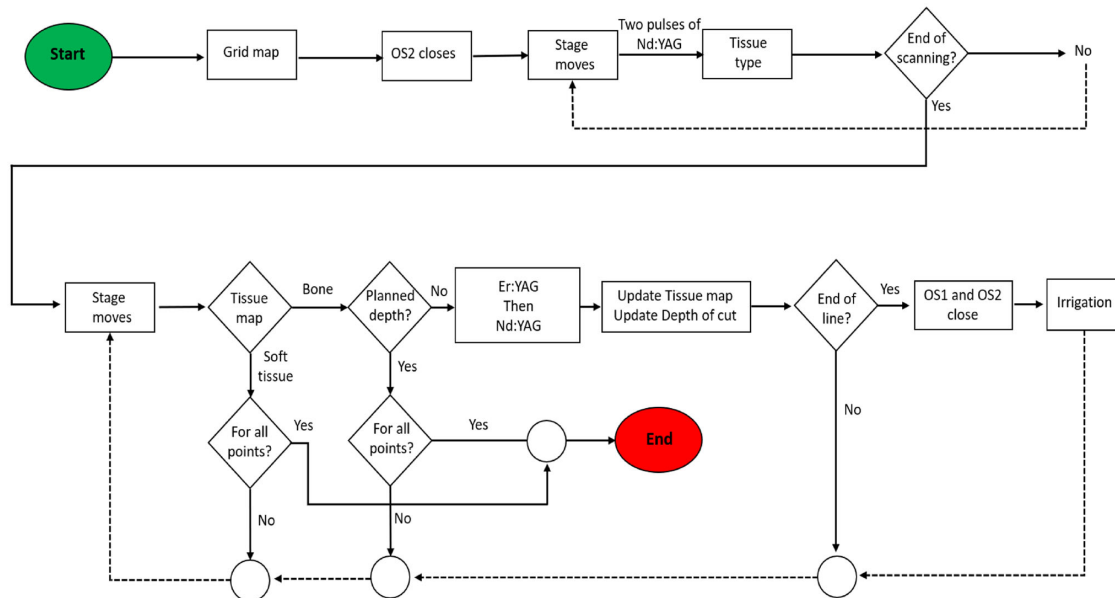 Start
Grid map
OS2 closes
Stage
moves
Two pulses of
Nd:YAG
Tissue
type
End of
scanning?
No
Yes
Stage
moves
Tissue
map
Bone
Planned
depth?
No
Er:YAG
Then
Nd:YAG
Update Tissue map
Update Depth of cut
End of
line?
Yes
OS1 and OS2
close
Irrigation
Soft
tissue
Yes
No
For all
points?
Yes
For all
points?
Yes
End
No
No